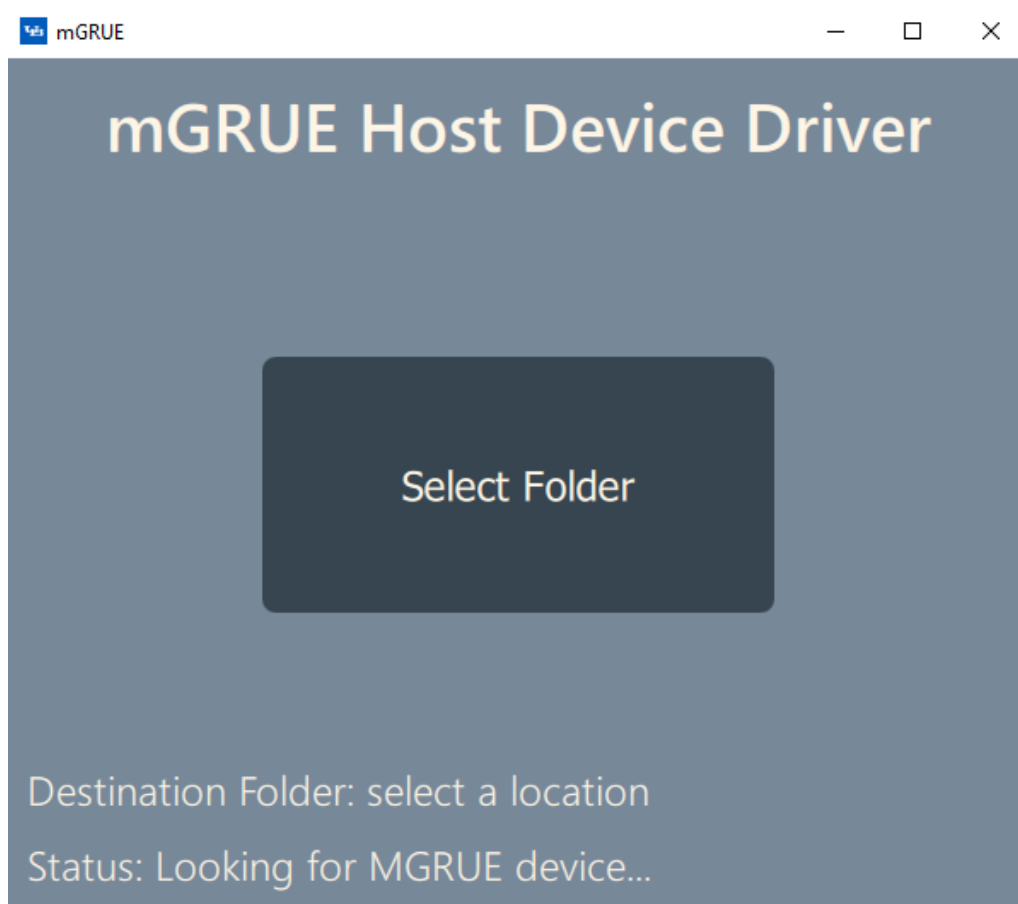 mGRUE
mGRUE Host Device Driver
Select Folder
Destination Folder: select a location
Status: Looking for MGRUE device...